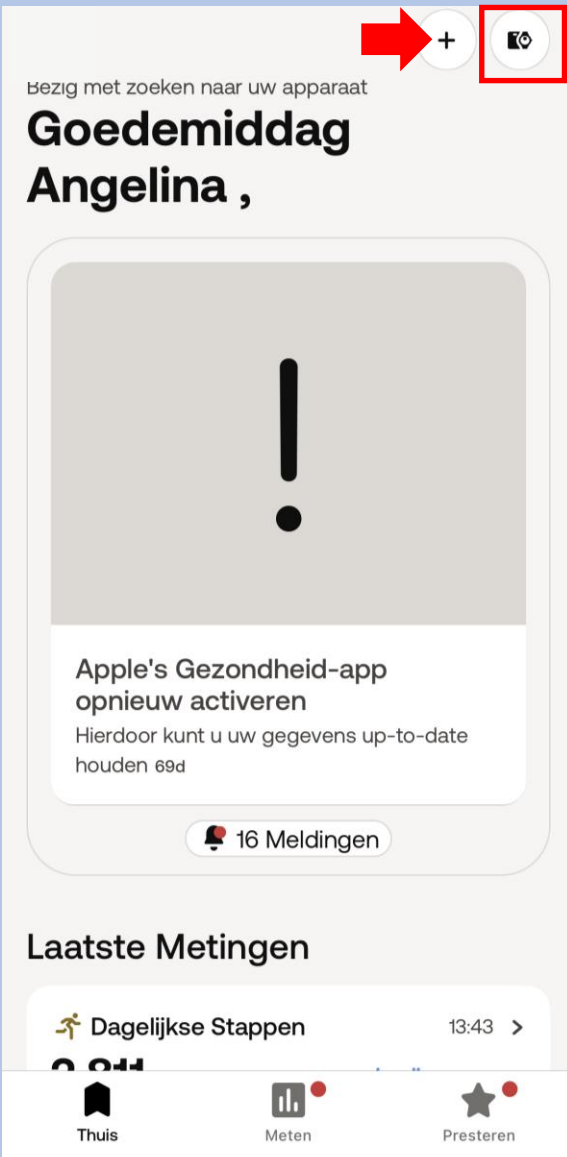 Bezig met zoeken naar uw apparaat
Goedemiddag
Angelina ,
Apple's Gezondheid-app
opnieuw activeren
Hierdoor kunt u uw gegevens up-to-date
houden 69d
16 Meldingen
Laatste Metingen
Dagelijkse Stappen 13:43
Thuis Meten Presteren